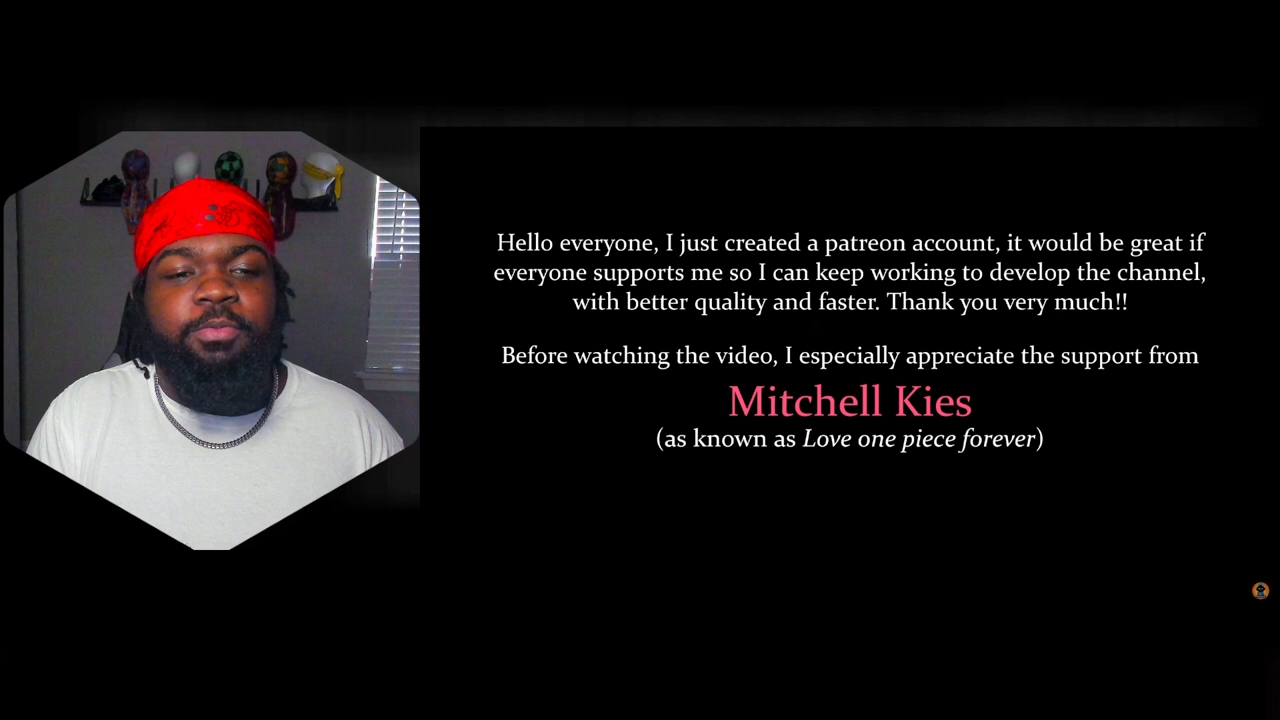 Hello everyone, I just created a patreon account, it would be great if
everyone supports me so I can keep working to develop the channel,
with better quality and faster. Thank you very much!!
Before watching the video, I especially appreciate the support from
Mitchell Kies
(as known as Love one piece forever)